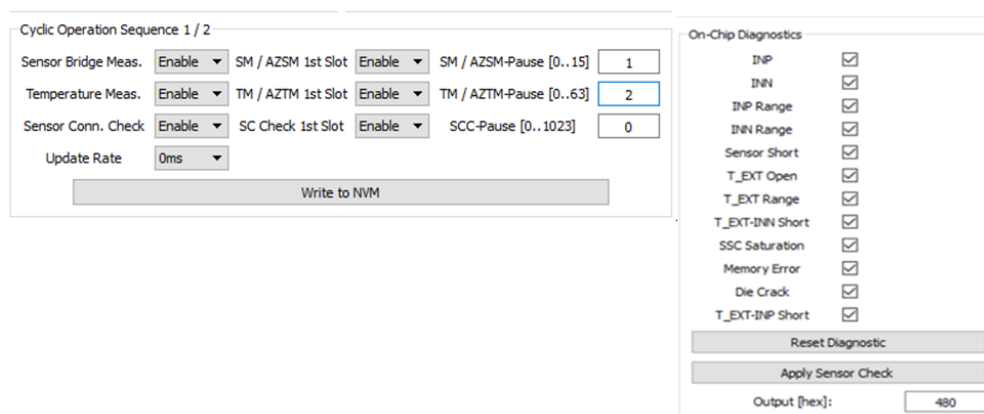 Cyclic Operation Sequence 1 / 2
Sensor Bridge Meas. Enable SM / AZSM 1st Slot Enable SM / AZSM-Pause [0..15] 1
Temperature Meas. Enable TM / AZTM 1st Slot Enable TM / AZTM-Pause [0..63] 2
Sensor Conn. Check Enable SC Check 1st Slot Enable SCC-Pause [0..1023] 0
Update Rate 0ms
Write to NVM
On-Chip Diagnostics
INP
INN
INP Range
INN Range
Sensor Short
T_EXT Open
T_EXT Range
T_EXT-INN Short
SSC Saturation
Memory Error
Die Crack
T_EXT-INP Short
Reset Diagnostic
Apply Sensor Check
Output [hex]: 480